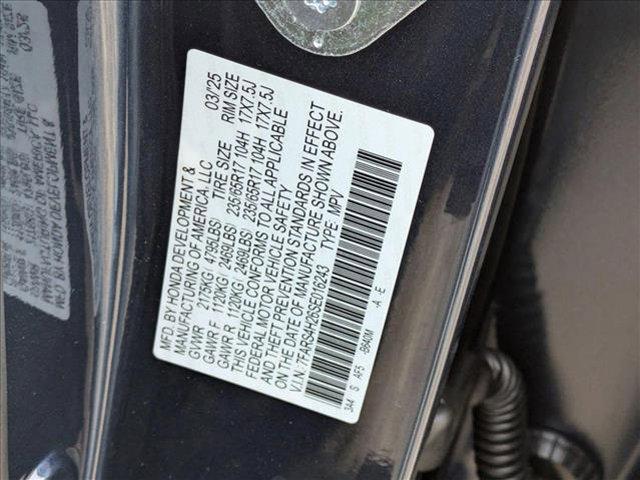 MFD. BY HONDA DEVELOPMENT &
MANUFACTURING OF AMERICA, LLC 03/25
GVWR 2175KG( 4795LBS) TIRE SIZE RIM SIZE
GAWR F 1120KG( 2469LBS) 235/65R17 104H 17X7.5J
GAWR R 1120KG( 2469LBS) 235/65R17 104H 17X7.5J
THIS VEHICLE CONFORMS TO ALL APPLICABLE
FEDERAL MOTOR VEHICLE SAFETY
AND THEFT PREVENTION STANDARDS IN EFFECT
ON THE DATE OF MANUFACTURE SHOWN ABOVE.
V.I.N.: 7FARS4H26SE016243 TYPE: MPV
3A4 S AF5 -B640M -A -E